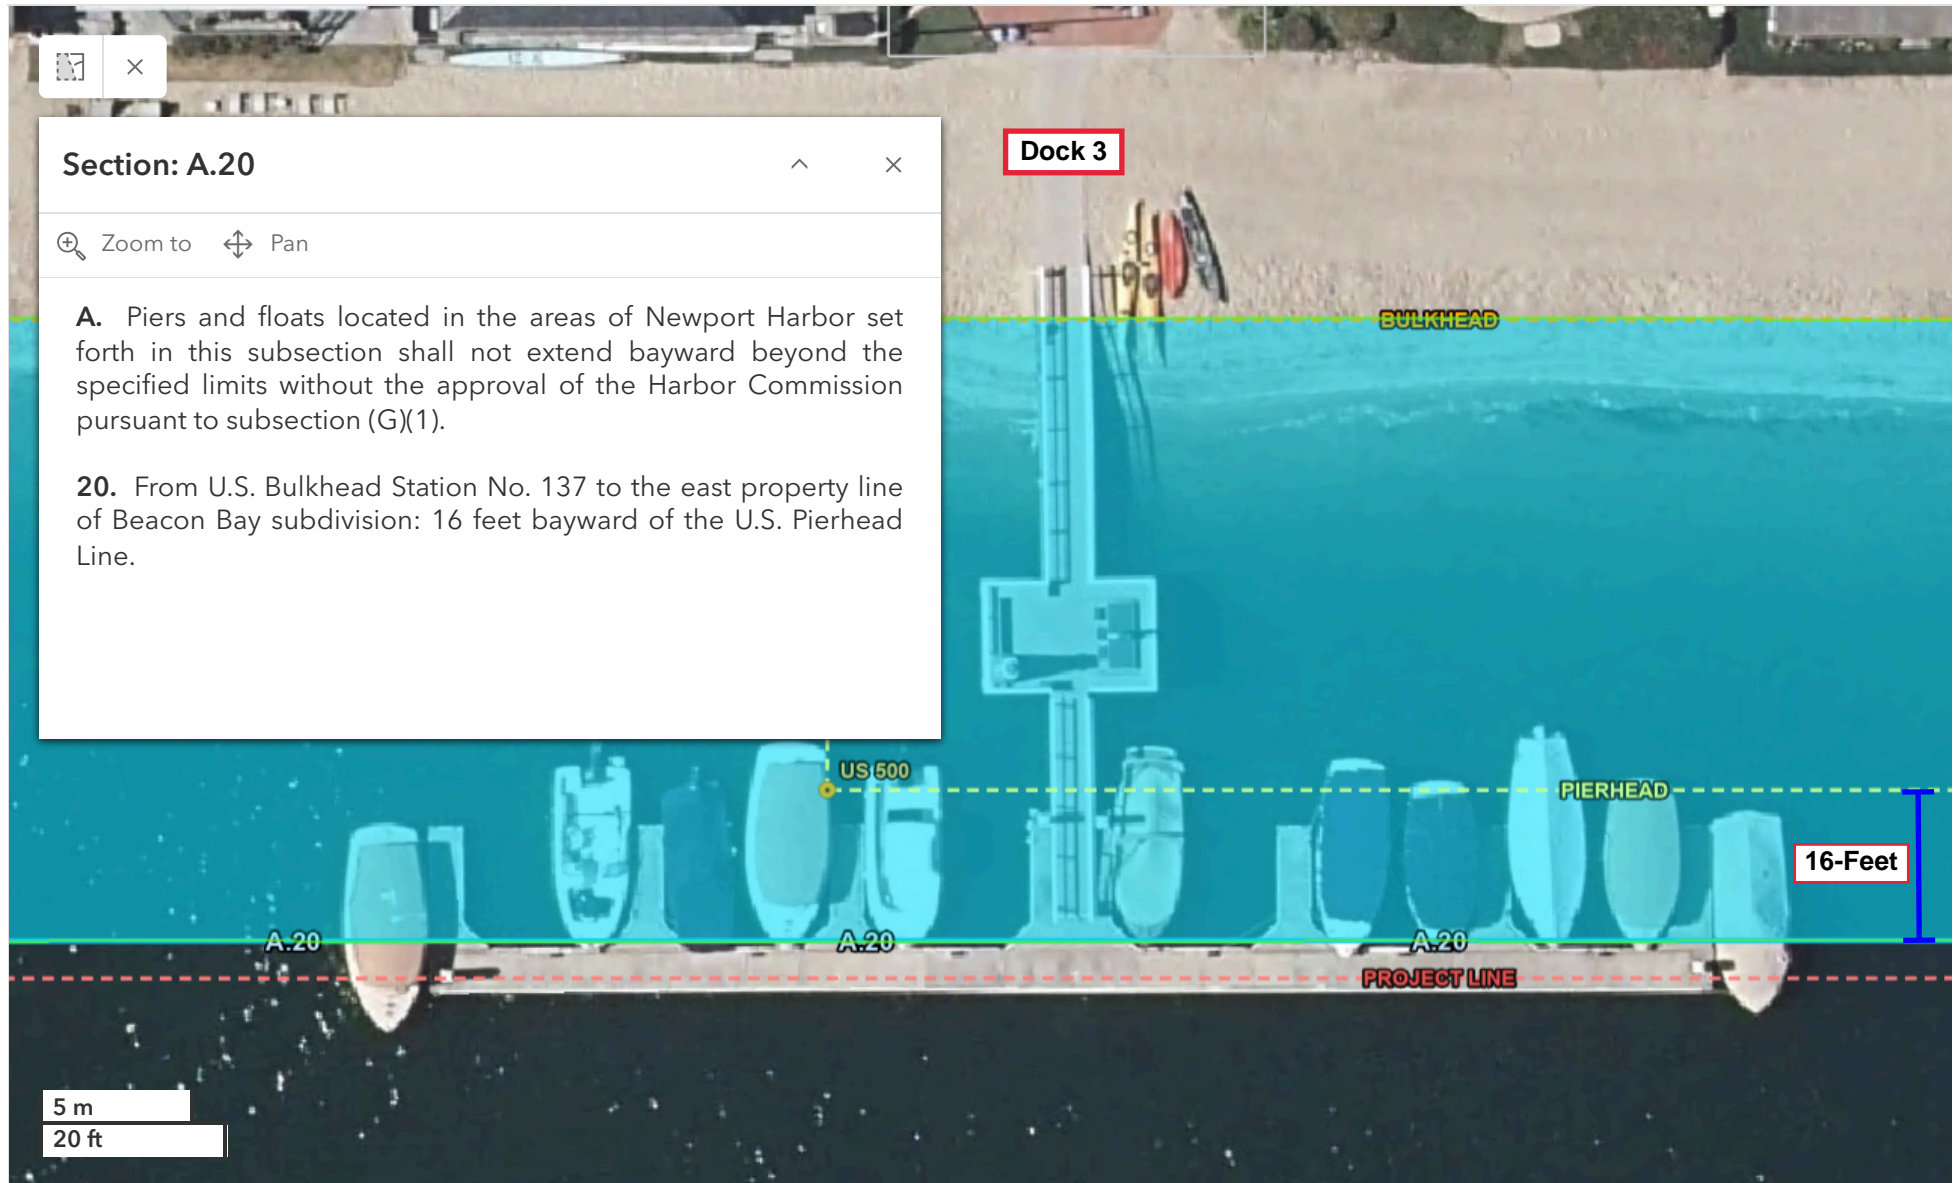 Dock 3
Section: A.20
Zoom to
Pan
A. Piers and floats located in the areas of Newport Harbor set
forth in this subsection shall not extend bayward beyond the
specified limits without the approval of the Harbor Commission
pursuant to subsection (G)(1).
20. From U.S. Bulkhead Station No. 137 to the east property line
of Beacon Bay subdivision: 16 feet bayward of the U.S. Pierhead
Line.
BULKHEAD
US 500
PIERHEAD
16-Feet
A.20
A.20
A.20
PROJECT LINE
5 m
20 ft